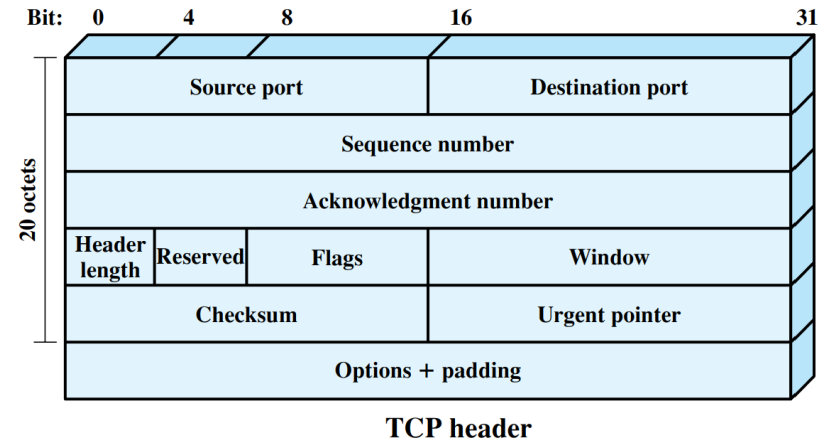 Bit: 0 4 8 16 31
Source port Destination port
Sequence number
Acknowledgment number
20 octets
Header length Reserved Flags Window
Checksum Urgent pointer
Options + padding
TCP header